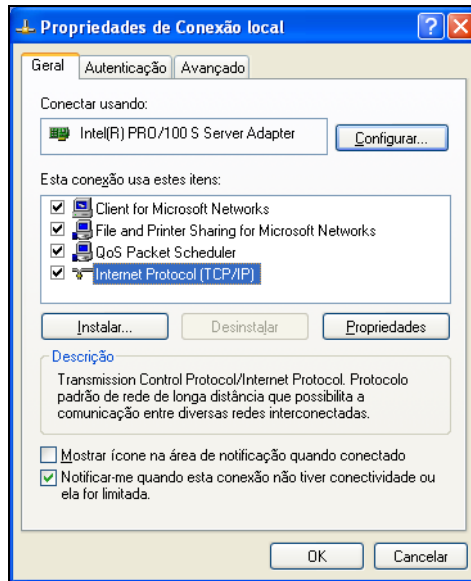 Propriedades de Conexão local
Geral
Autenticação
Avançado
Conectar usando:
Intel(R) PRO/100 S Server Adapter
Configurar...
Esta conexão usa estes itens:
Client for Microsoft Networks
File and Printer Sharing for Microsoft Networks
QoS Packet Scheduler
Internet Protocol (TCP/IP)
Instalar...
Desinstalar
Propriedades
Descrição
Transmission Control Protocol/Internet Protocol. Protocolo
padrão de rede de longa distância que possibilita a
comunicação entre diversas redes interconectadas.
Mostrar ícone na área de notificação quando conectado
Notificar-me quando esta conexão não tiver conectividade ou
ela for limitada.
OK
Cancelar